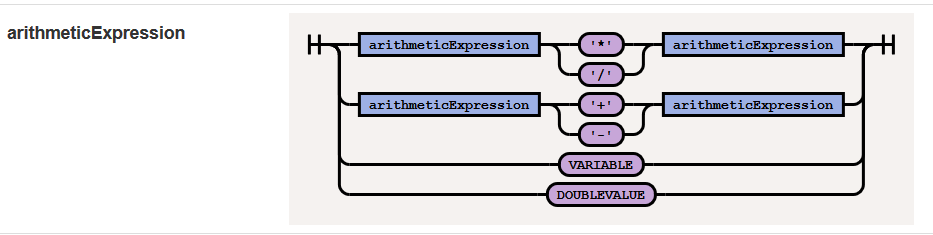 arithmeticExpression
arithmeticExpression '*' arithmeticExpression
'/'
arithmeticExpression '+' arithmeticExpression
'-'
VARIABLE
DOUBLEVALUE